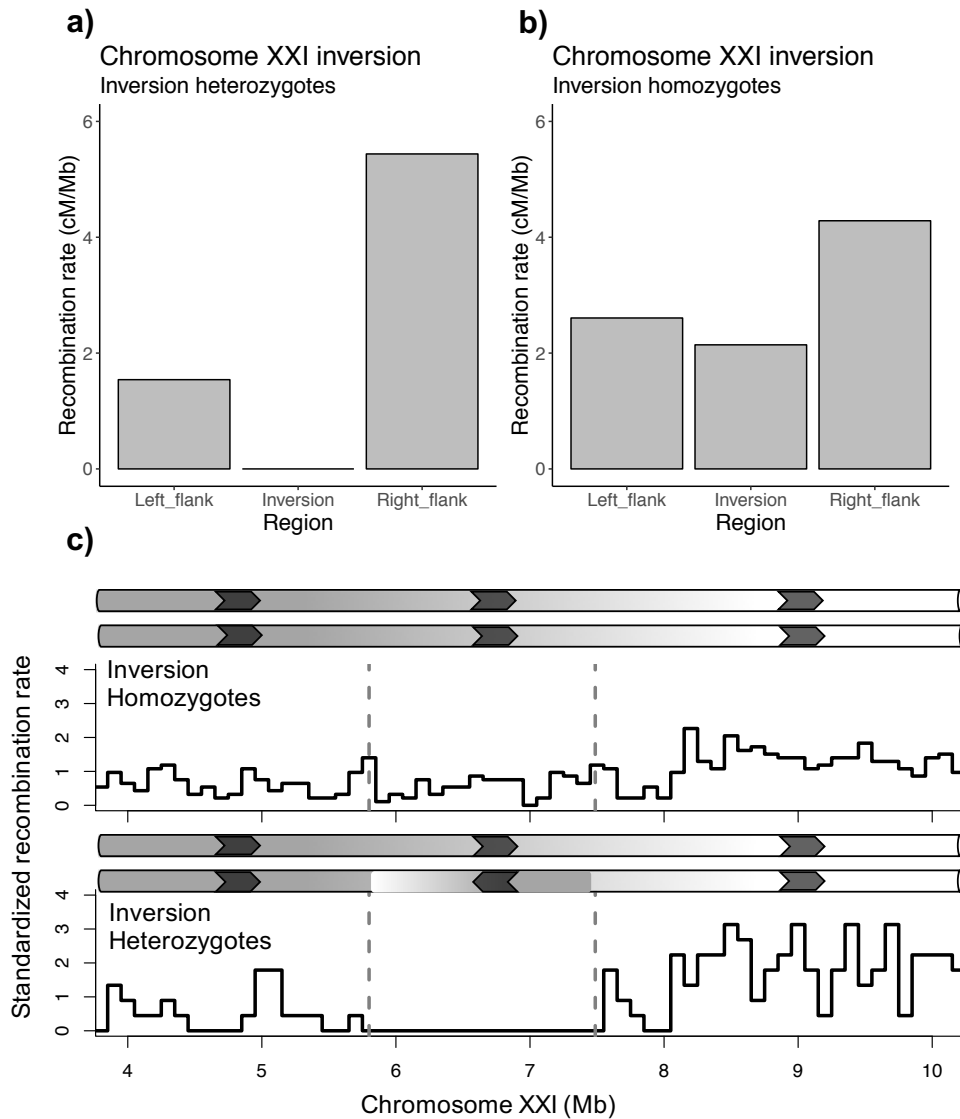 a)
Chromosome XXI inversion
Inversion heterozygotes
6
4
2
0
Recombination rate (cM/Mb)
Left_flank Inversion Right_flank
Region
b)
Chromosome XXI inversion
Inversion homozygotes
6
4
2
0
Recombination rate (cM/Mb)
Left_flank Inversion Right_flank
Region
c)
Standardized recombination rate
Inversion
Homozygotes
4
3
2
1
0
Inversion
Heterozygotes
4
3
2
1
0
4 5 6 7 8 9 10
Chromosome XXI (Mb)